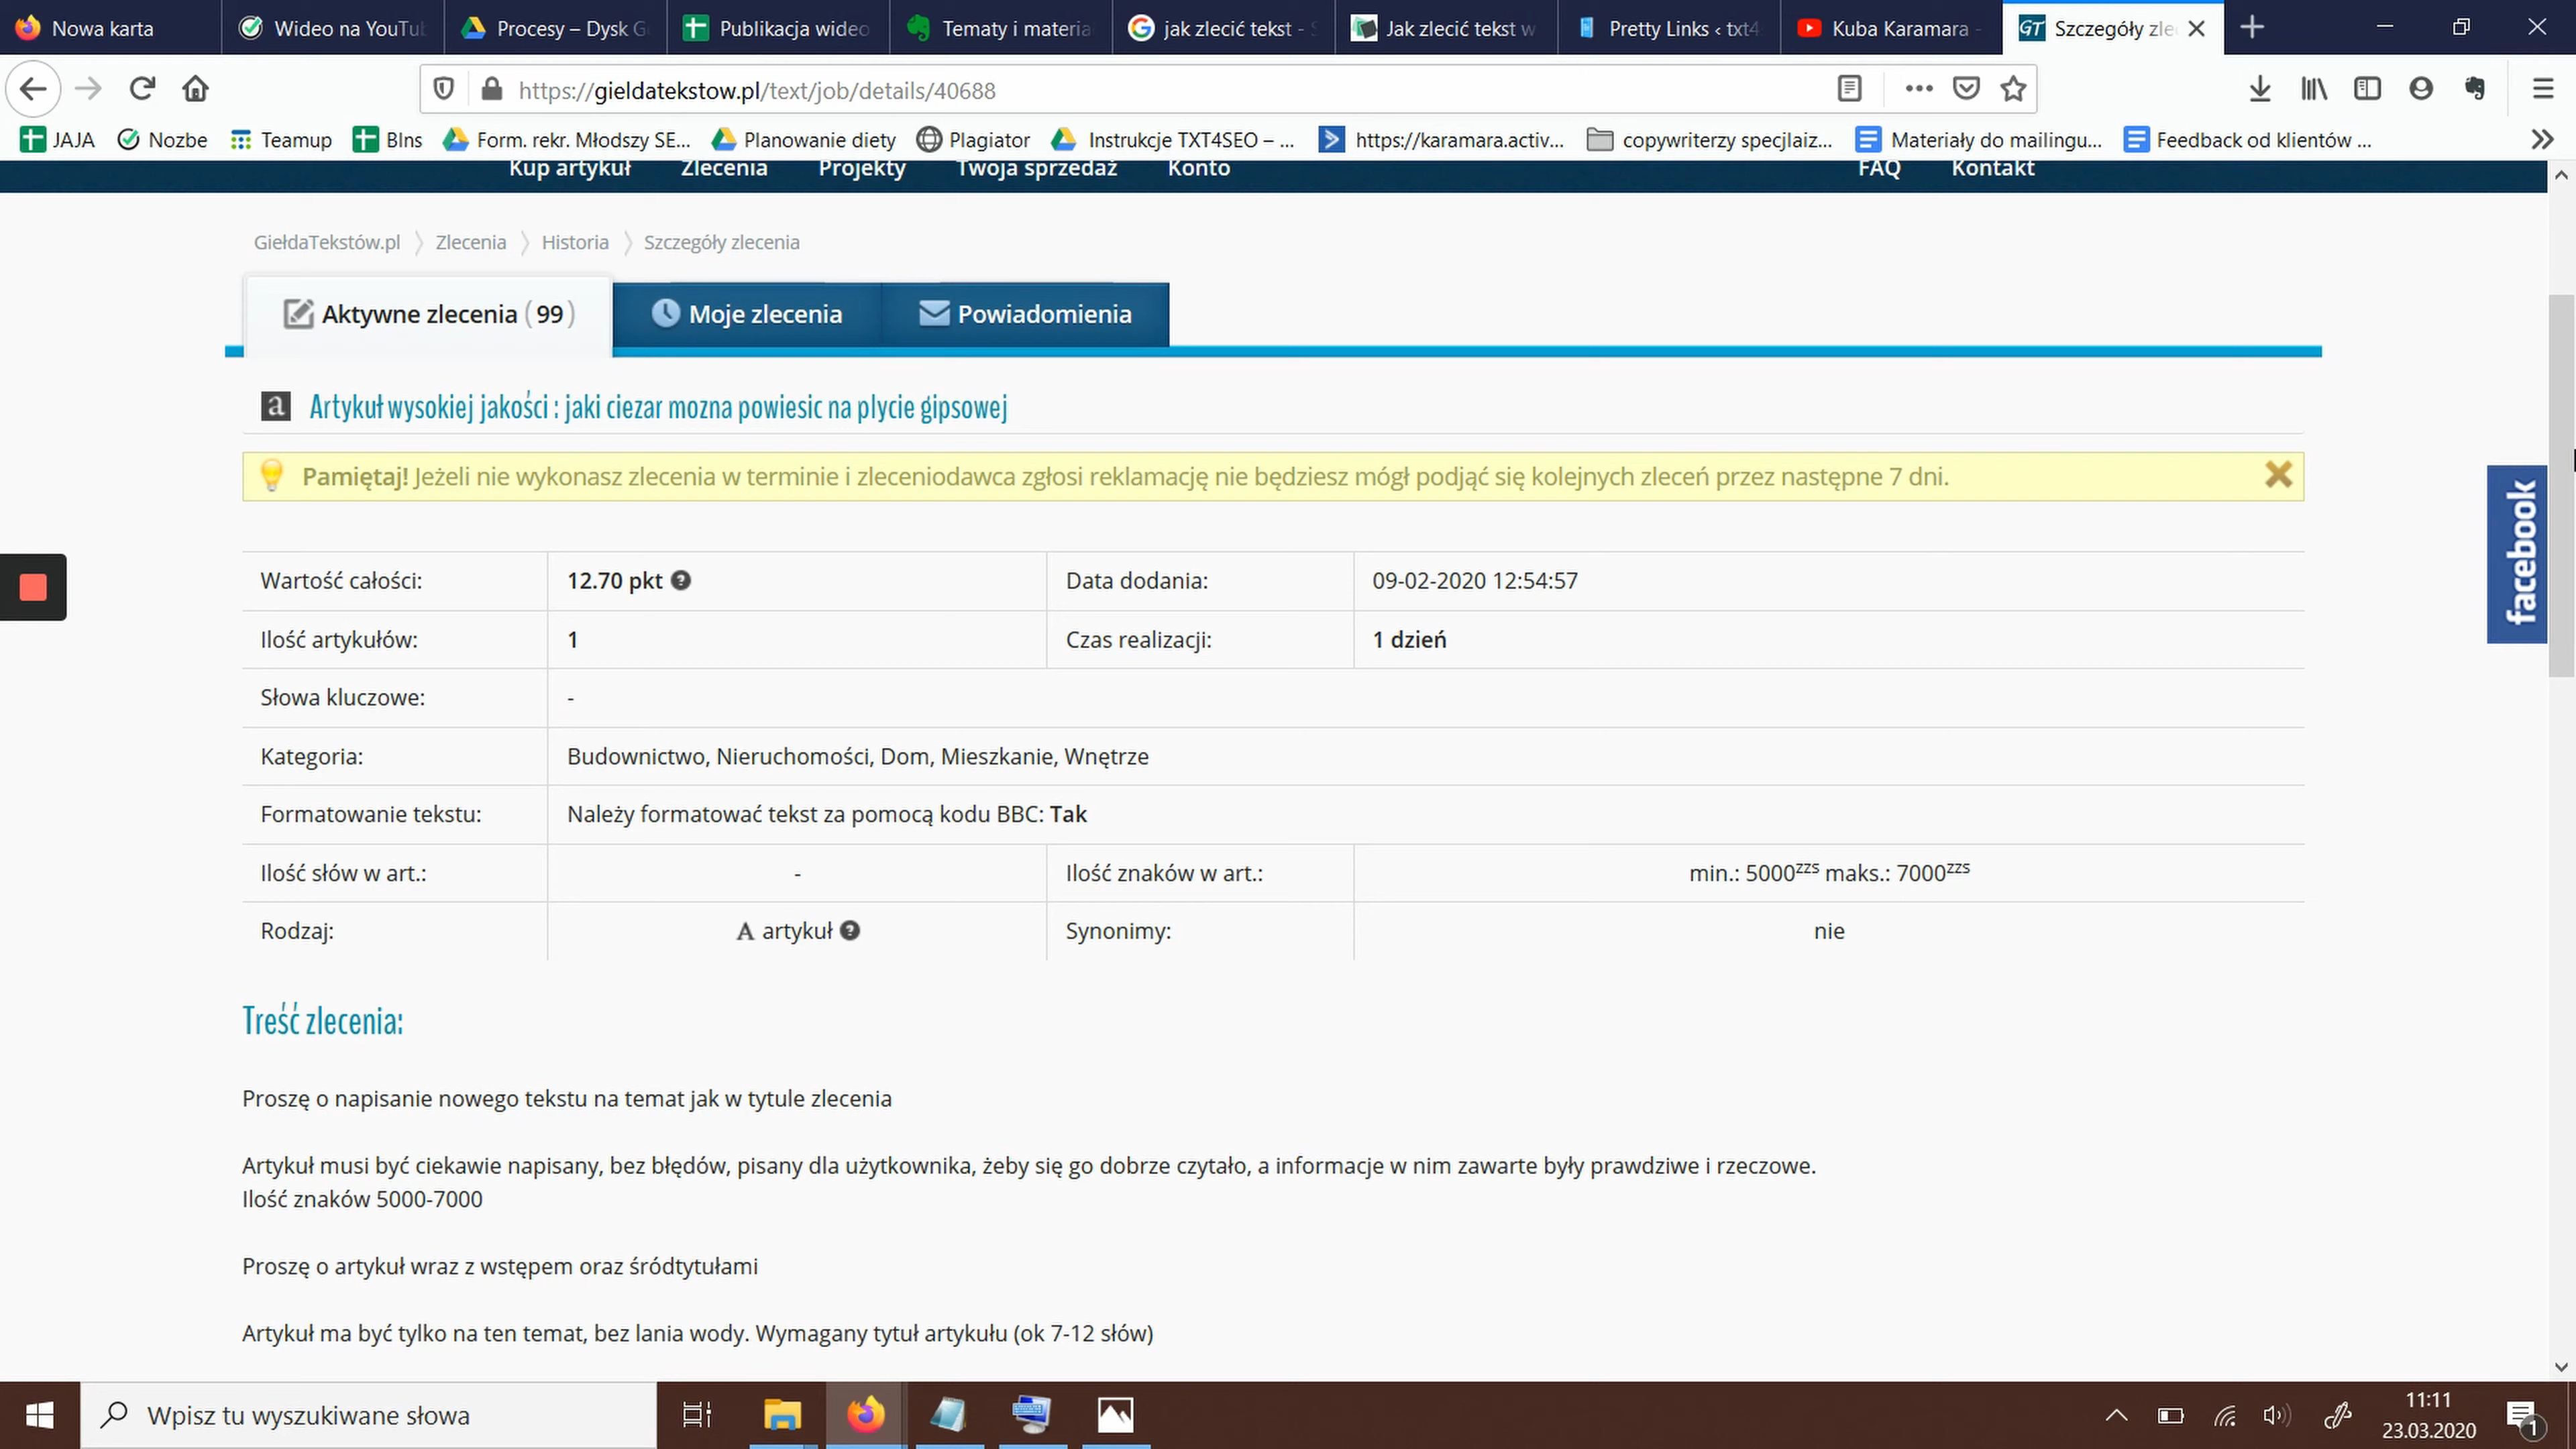 Nowa karta
Wideo na YouTub
Procesy – Dysk G
Publikacja wideo
Tematy i materia
jak zlecić tekst - S
Jak zlecić tekst w
Pretty Links ‹ txt4
Kuba Karamara -
GT Szczegóły zle
https://gieldatekstow.pl/text/job/details/40688
JAJA
Nozbe
Teamup
BIns
Form. rekr. Młodszy SE...
Planowanie diety
Plagiator
Instrukcje TXT4SEO – ...
https://karamara.activ...
copywriterzy specjlaiz...
Materiały do mailingu...
Feedback od klientów ...
Kup artykuł Zlecenia Projekty Twoja sprzedaż Konto FAQ Kontakt
GiełdaTekstów.pl Zlecenia Historia Szczegóły zlecenia
Aktywne zlecenia ( 99 ) Moje zlecenia Powiadomienia
a Artykuł wysokiej jakości : jaki ciezar mozna powiesic na plycie gipsowej
Pamiętaj! Jeżeli nie wykonasz zlecenia w terminie i zleceniodawca zgłosi reklamację nie będziesz mógł podjąć się kolejnych zleceń przez następne 7 dni.
facebook
Wartość całości: 12.70 pkt ? Data dodania: 09-02-2020 12:54:57
Ilość artykułów: 1 Czas realizacji: 1 dzień
Słowa kluczowe: -
Kategoria: Budownictwo, Nieruchomości, Dom, Mieszkanie, Wnętrze
Formatowanie tekstu: Należy formatować tekst za pomocą kodu BBC: Tak
Ilość słów w art.: - Ilość znaków w art.: min.: 5000zzs maks.: 7000zzs
Rodzaj: A artykuł ? Synonimy: nie
Treść zlecenia:
Proszę o napisanie nowego tekstu na temat jak w tytule zlecenia
Artykuł musi być ciekawie napisany, bez błędów, pisany dla użytkownika, żeby się go dobrze czytało, a informacje w nim zawarte były prawdziwe i rzeczowe.
Ilość znaków 5000-7000
Proszę o artykuł wraz z wstępem oraz śródtytułami
Artykuł ma być tylko na ten temat, bez lania wody. Wymagany tytuł artykułu (ok 7-12 słów)
Wpisz tu wyszukiwane słowa
11:11
23.03.2020
1